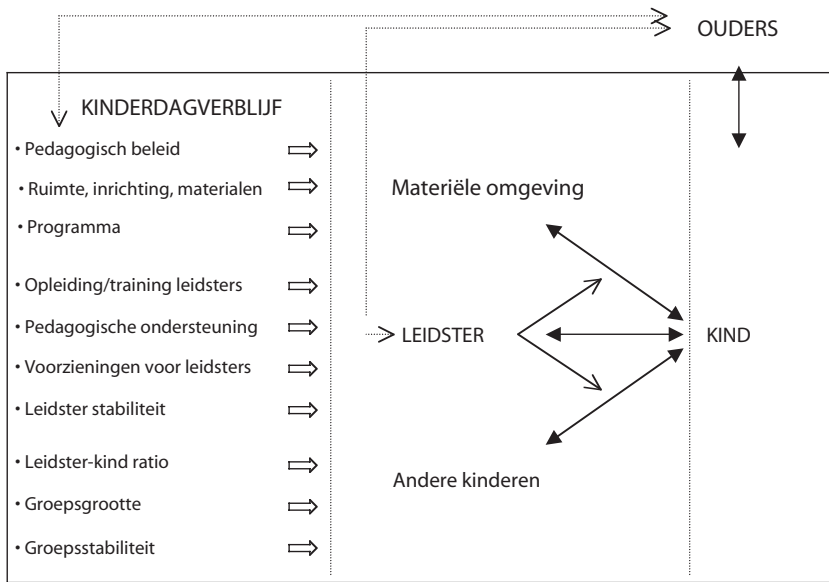 OUDERS
KINDERDAGVERBLIJF
• Pedagogisch beleid
• Ruimte, inrichting, materialen
• Programma
• Opleiding/training leidsters
• Pedagogische ondersteuning
• Voorzieningen voor leidsters
• Leidster stabiliteit
• Leidster-kind ratio
• Groepsgrootte
• Groepsstabiliteit
Materiële omgeving
LEIDSTER
KIND
Andere kinderen